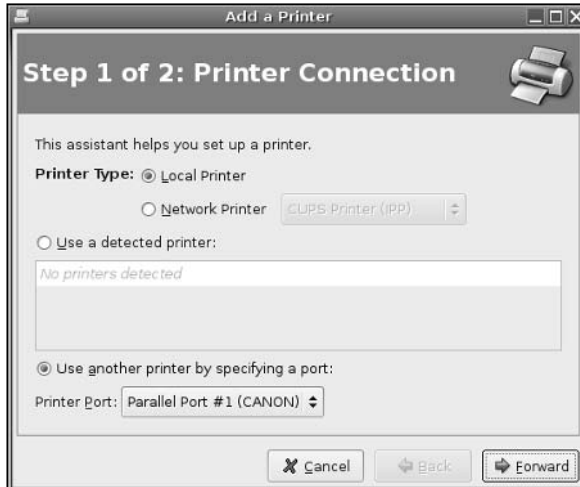 Add a Printer
Step 1 of 2: Printer Connection
This assistant helps you set up a printer.
Printer Type: Local Printer
Network Printer CUPS Printer (IPP)
Use a detected printer:
No printers detected
Use another printer by specifying a port:
Printer Port: Parallel Port #1 (CANON)
Cancel Back Forward